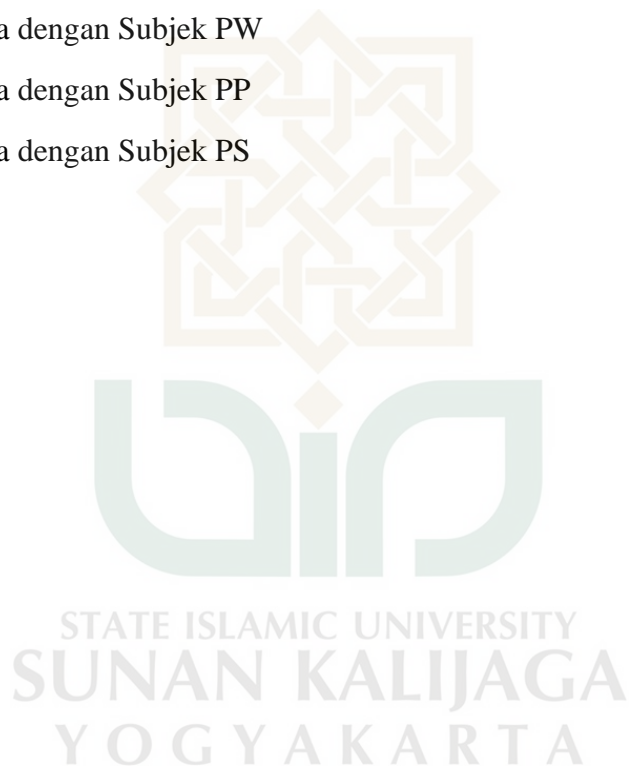 a dengan Subjek PW
a dengan Subjek PP
a dengan Subjek PS
STATE ISLAMIC UNIVERSITY
SUNAN KALIJAGA
YOGYAKARTA